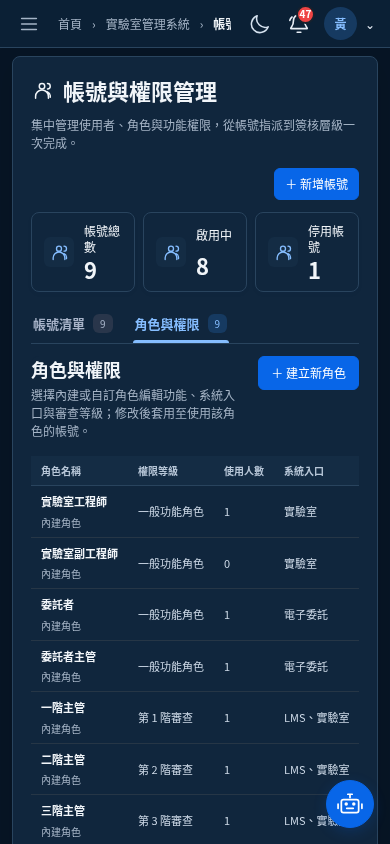 首頁 › 實驗室管理系統 ›
47
黃
帳號與權限管理
集中管理使用者、角色與功能權限，從帳號指派到簽核層級一
次完成。
＋ 新增帳號
帳號總
數
9
啟用中
8
停用帳
號
1
帳號清單 9
角色與權限 9
角色與權限
選擇內建或自訂角色編輯功能、系統入
口與審查等級；修改後套用至使用該角
色的帳號。
＋ 建立新角色
角色名稱 權限等級 使用人數 系統入口
實驗室工程師
內建角色
一般功能角色 1 實驗室
實驗室副工程師
內建角色
一般功能角色 0 實驗室
委託者
內建角色
一般功能角色 1 電子委託
委託者主管
內建角色
一般功能角色 1 電子委託
一階主管
內建角色
第 1 階審查 1 LMS、實驗室
二階主管
內建角色
第 2 階審查 1 LMS、實驗室
三階主管
內建角色
第 3 階審查 1 LMS、